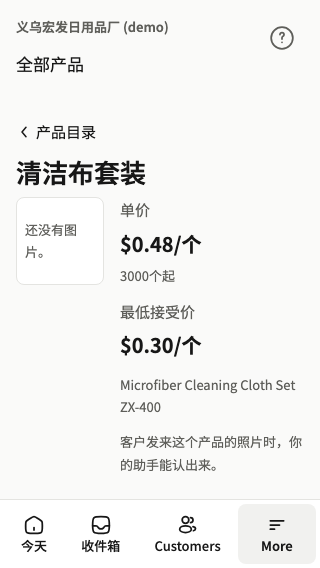 义乌宏发日用品厂 (demo)
全部产品
产品目录
清洁布套装
还没有图
片。
单价
$0.48/个
3000个起
最低接受价
$0.30/个
Microfiber Cleaning Cloth Set
ZX-400
客户发来这个产品的照片时，你
的助手能认出来。
今天
收件箱
Customers
More